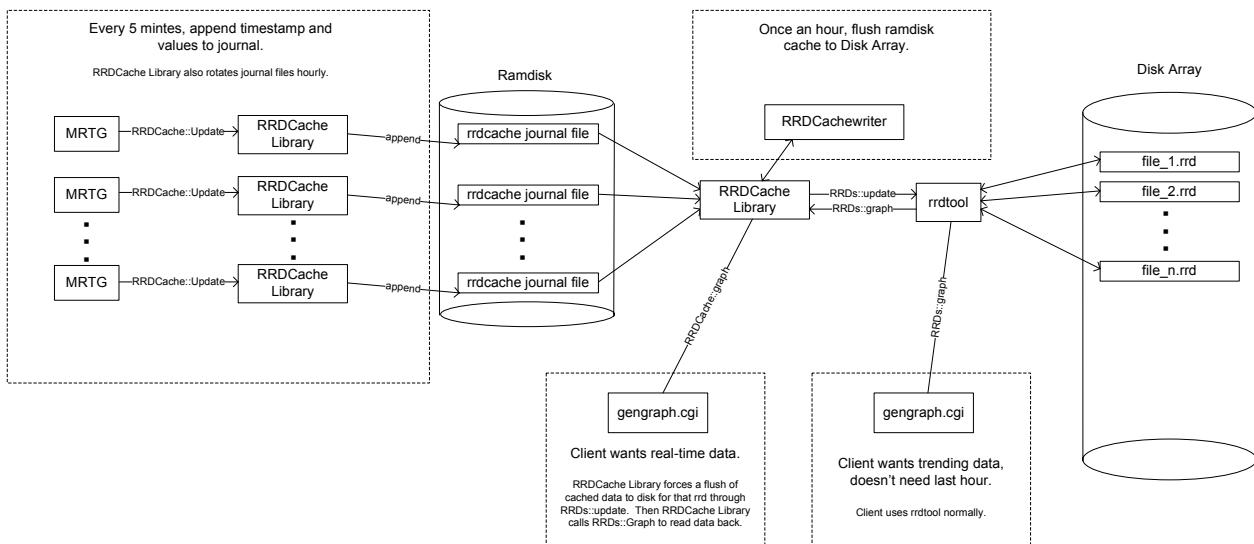 Every 5 mintes, append timestamp and
values to journal.
RRDCache Library also rotates journal files hourly.
MRTG
RRDCache::Update
RRDCache
Library
append
MRTG
RRDCache::Update
RRDCache
Library
append
MRTG
RRDCache::Update
RRDCache
Library
append
Ramdisk
rrdcache journal file
rrdcache journal file
rrdcache journal file
Once an hour, flush ramdisk
cache to Disk Array.
RRDCachewriter
RRDCache
Library
RRDs::update
RRDs::graph
rrdtool
Disk Array
file_1.rrd
file_2.rrd
file_n.rrd
RRDCache::graph
RRDs::graph
gengraph.cgi
Client wants real-time data.
RRDCache Library forces a flush of
cached data to disk for that rrd through
RRDs::update. Then RRDCache Library
calls RRDs::Graph to read data back.
gengraph.cgi
Client wants trending data,
doesn't need last hour.
Client uses rrdtool normally.